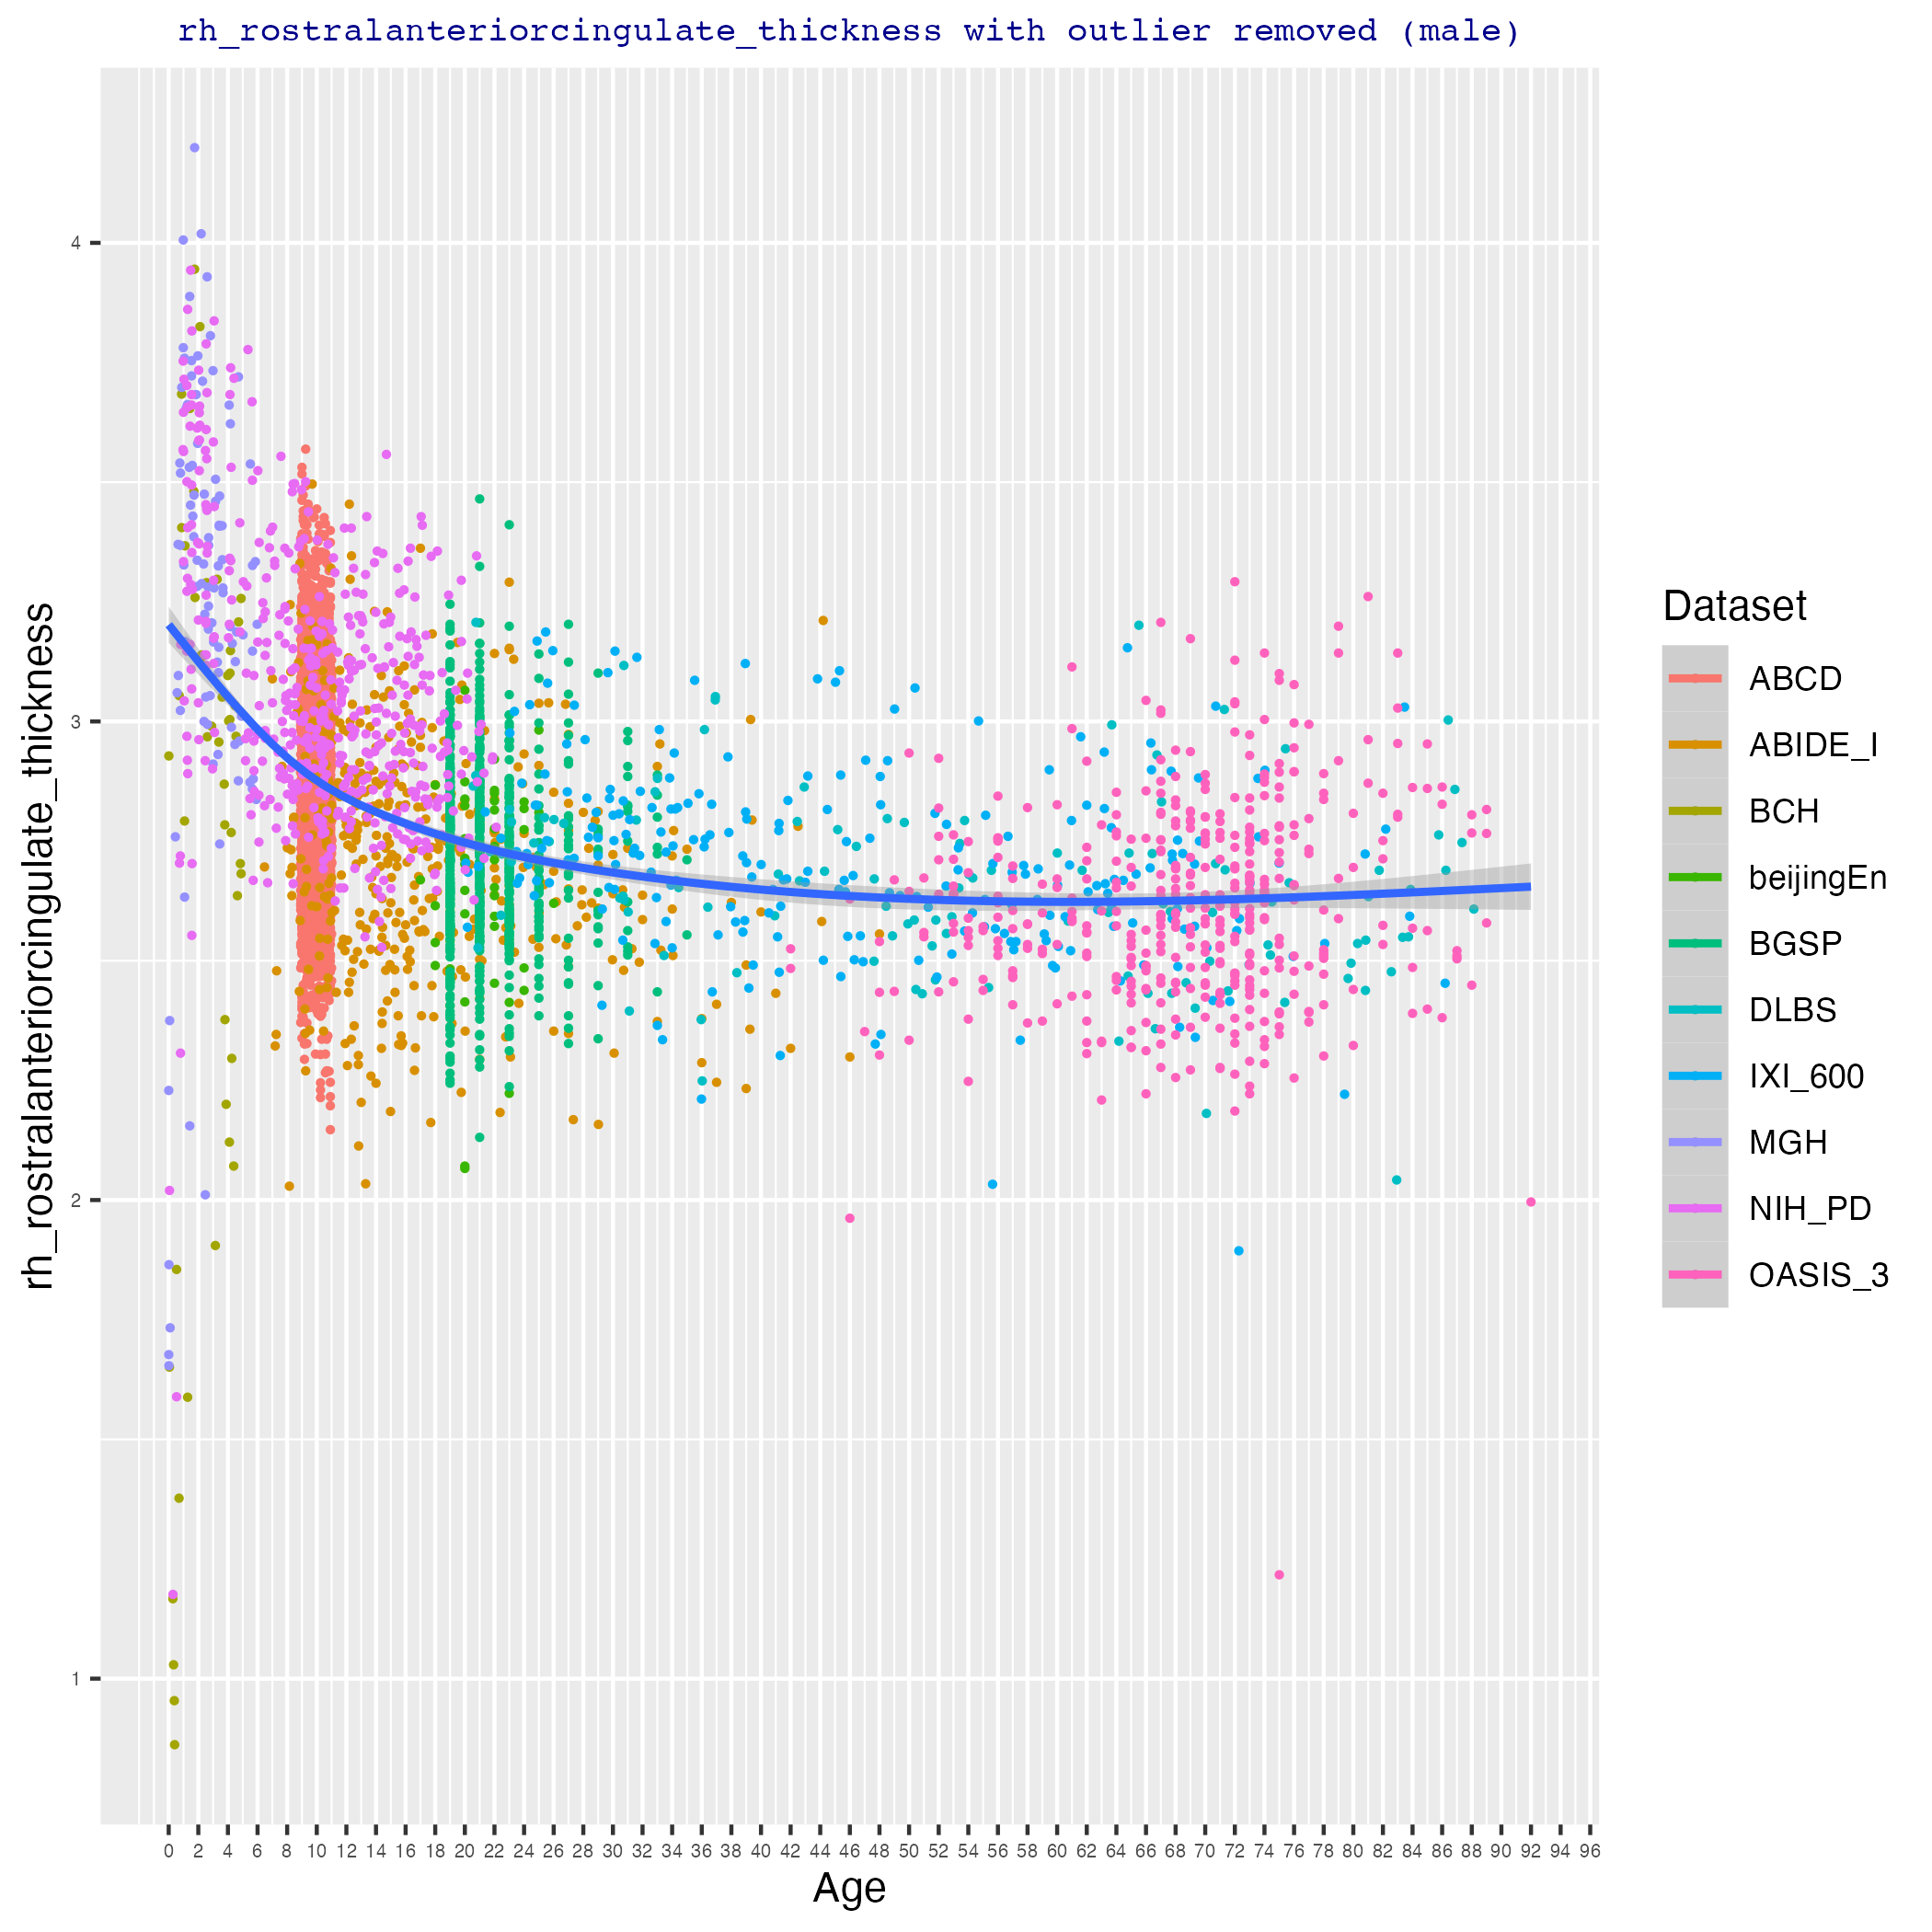 rh_rostralanteriorcingulate_thickness with outlier removed (male)
rh_rostralanteriorcingulate_thickness
4
3
2
1
0 2 4 6 8 10 12 14 16 18 20 22 24 26 28 30 32 34 36 38 40 42 44 46 48 50 52 54 56 58 60 62 64 66 68 70 72 74 76 78 80 82 84 86 88 90 92 94 96
Age
Dataset
ABCD
ABIDE_I
BCH
beijingEn
BGSP
DLBS
IXI_600
MGH
NIH_PD
OASIS_3